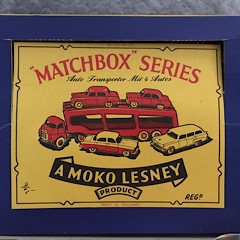 "MATCHBOX" SERIES
Auto Transporter Mit 4 Autos
A MOKO LESNEY
PRODUCT
MADE IN ENGLAND
REGD